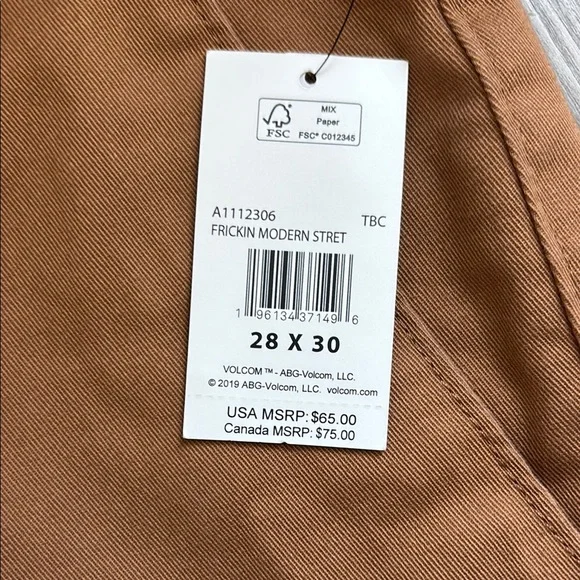 FSC
MIX
Paper
FSC® C012345
A1112306 TBC
FRICKIN MODERN STRET
1 96134 37149 6
28 X 30
VOLCOM™ - ABG-Volcom, LLC.
© 2019 ABG-Volcom, LLC. volcom.com
USA MSRP: $65.00
Canada MSRP: $75.00